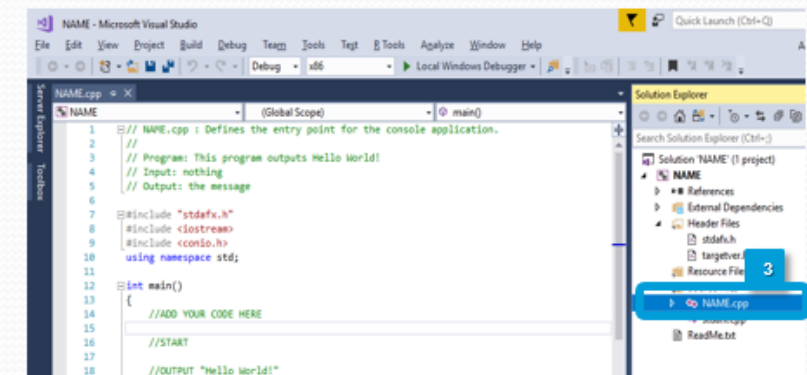 NAME - Microsoft Visual Studio
Quick Launch (Ctrl+Q)
File Edit View Project Build Debug Team Tools Test R Tools Analyze Window Help
Debug x86 Local Windows Debugger
NAME.cpp
NAME (Global Scope) main()
Server Explorer
Toolbox
1 // NAME.cpp : Defines the entry point for the console application.
2 //
3 // Program: This program outputs Hello World!
4 // Input: nothing
5 // Output: the message
6
7 #include "stdafx.h"
8 #include <iostream>
9 #include <conio.h>
10 using namespace std;
11
12 int main()
13 {
14 //ADD YOUR CODE HERE
15
16 //START
17
18 //OUTPUT "Hello World!"
Solution Explorer
Search Solution Explorer (Ctrl+;)
Solution 'NAME' (1 project)
NAME
References
External Dependencies
Header Files
stdafx.h
Resource File
3
NAME.cpp
ReadMe.txt